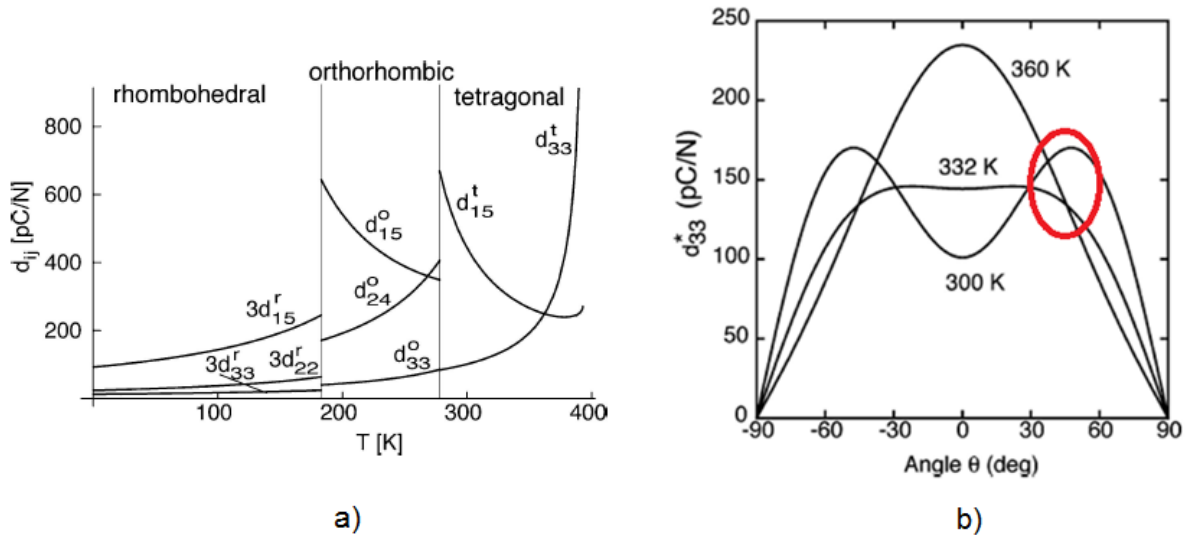 orthorhombic
rhombohedral
tetragonal
800
600
400
200
d_ij [pC/N]
d^t_33
d^t_15
d^o_15
d^o_24
3d^r_15
3d^r_33
3d^r_22
d^o_33
100
200
300
400
T [K]
a)
250
200
150
100
50
0
d*_33 (pC/N)
360 K
332 K
300 K
-90
-60
-30
0
30
60
90
Angle θ (deg)
b)